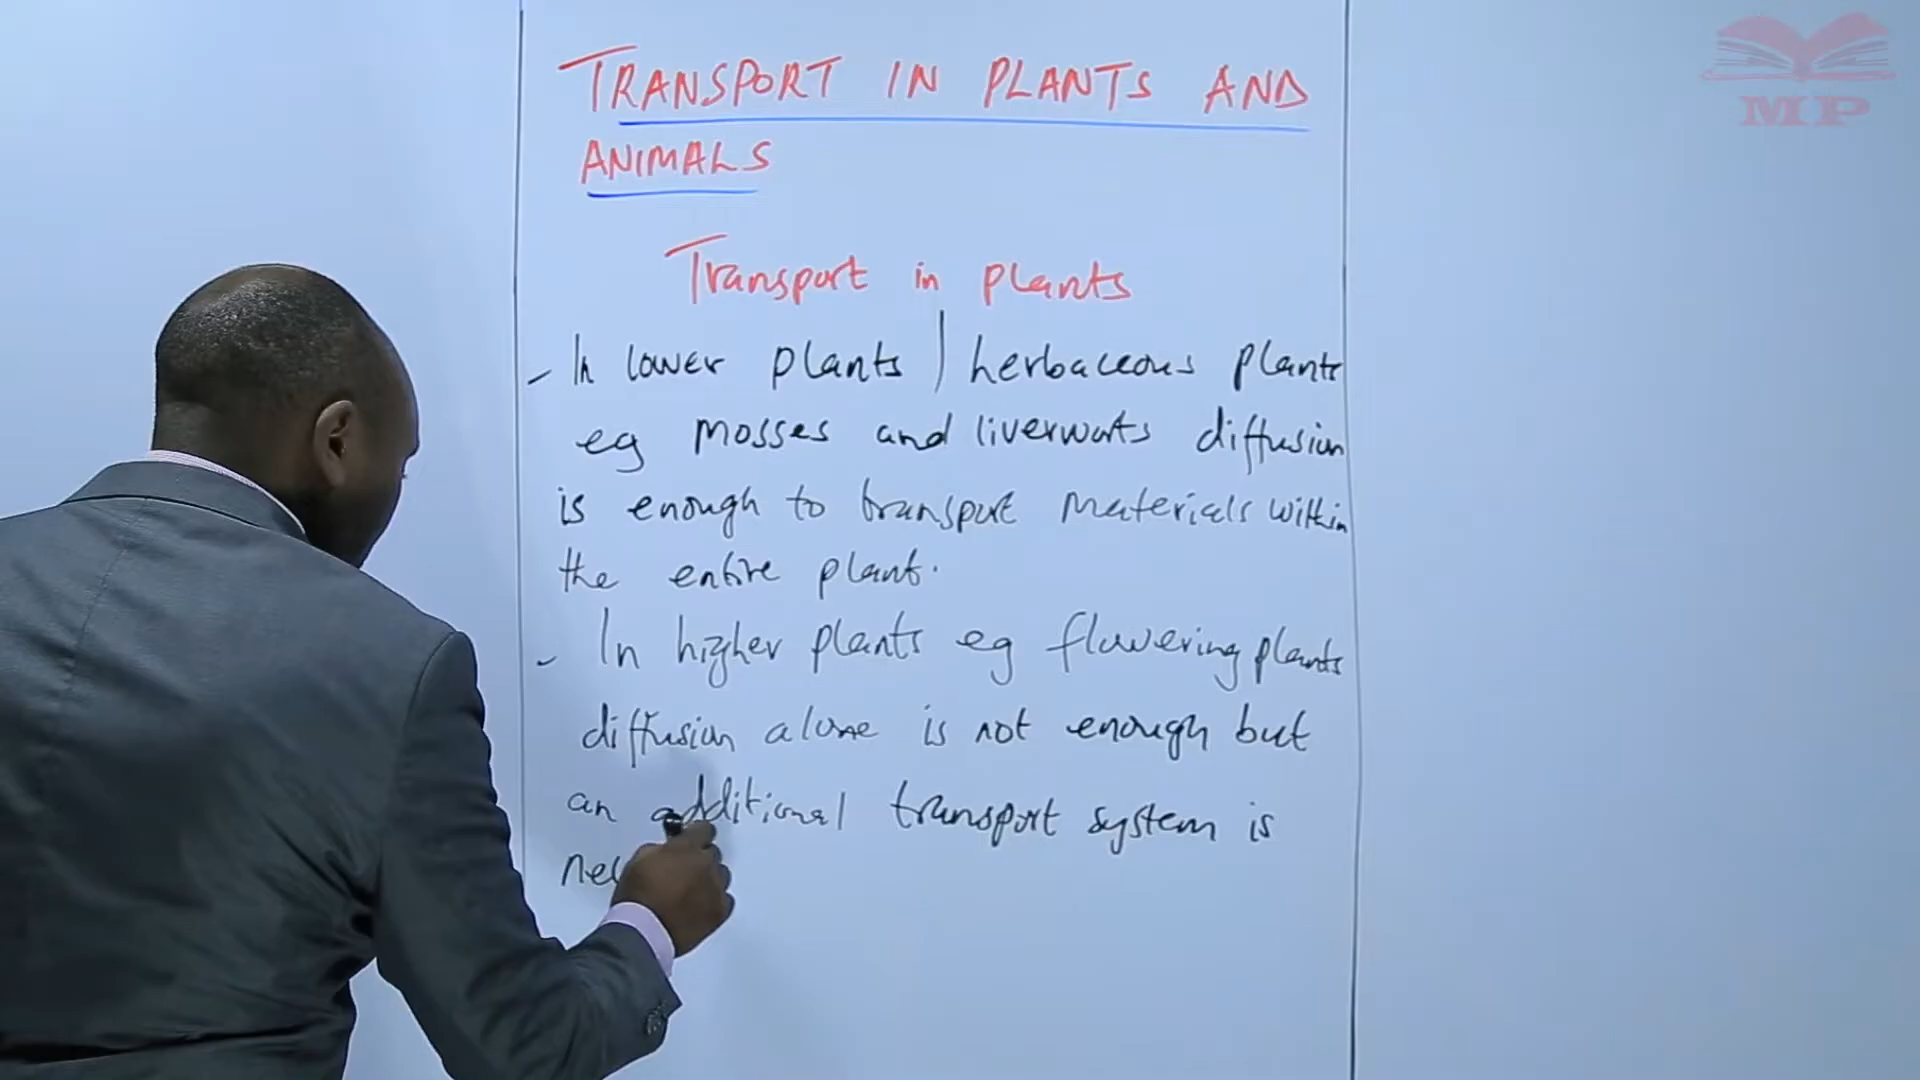 TRANSPORT IN PLANTS AND
ANIMALS
Transport in plants
- In lower plants / herbaceous plants
eg mosses and liverworts diffusion
is enough to transport materials within
the entire plant.
- In higher plants eg flowering plants
diffusion alone is not enough but
an additional transport system is
MP